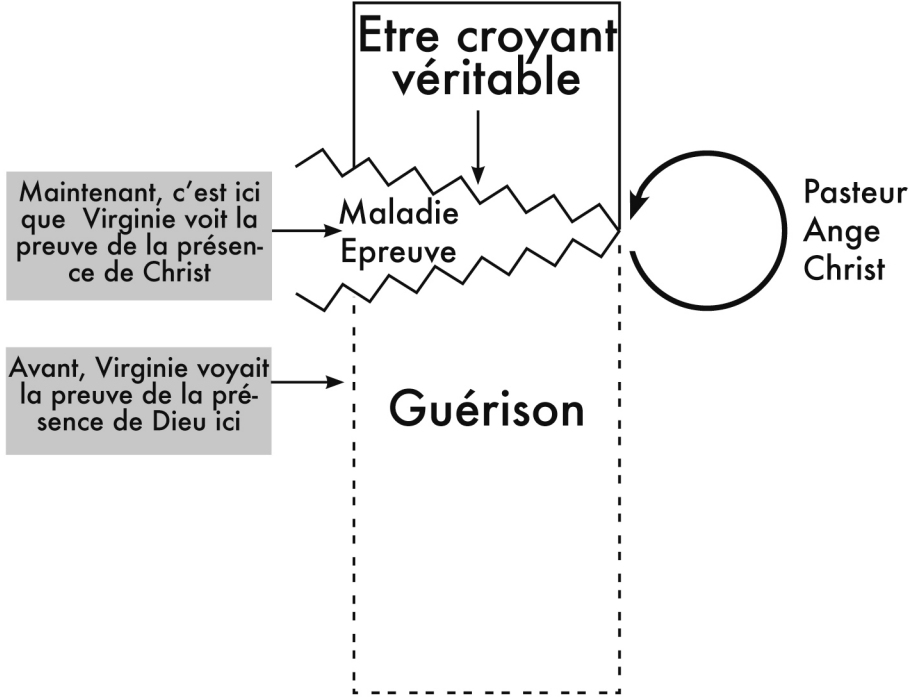 Etre croyant
véritable
Maintenant, c’est ici
que Virginie voit la
preuve de la présen-
ce de Christ
Maladie
Epreuve
Pasteur
Ange
Christ
Avant, Virginie voyait
la preuve de la pré-
sence de Dieu ici
Guérison